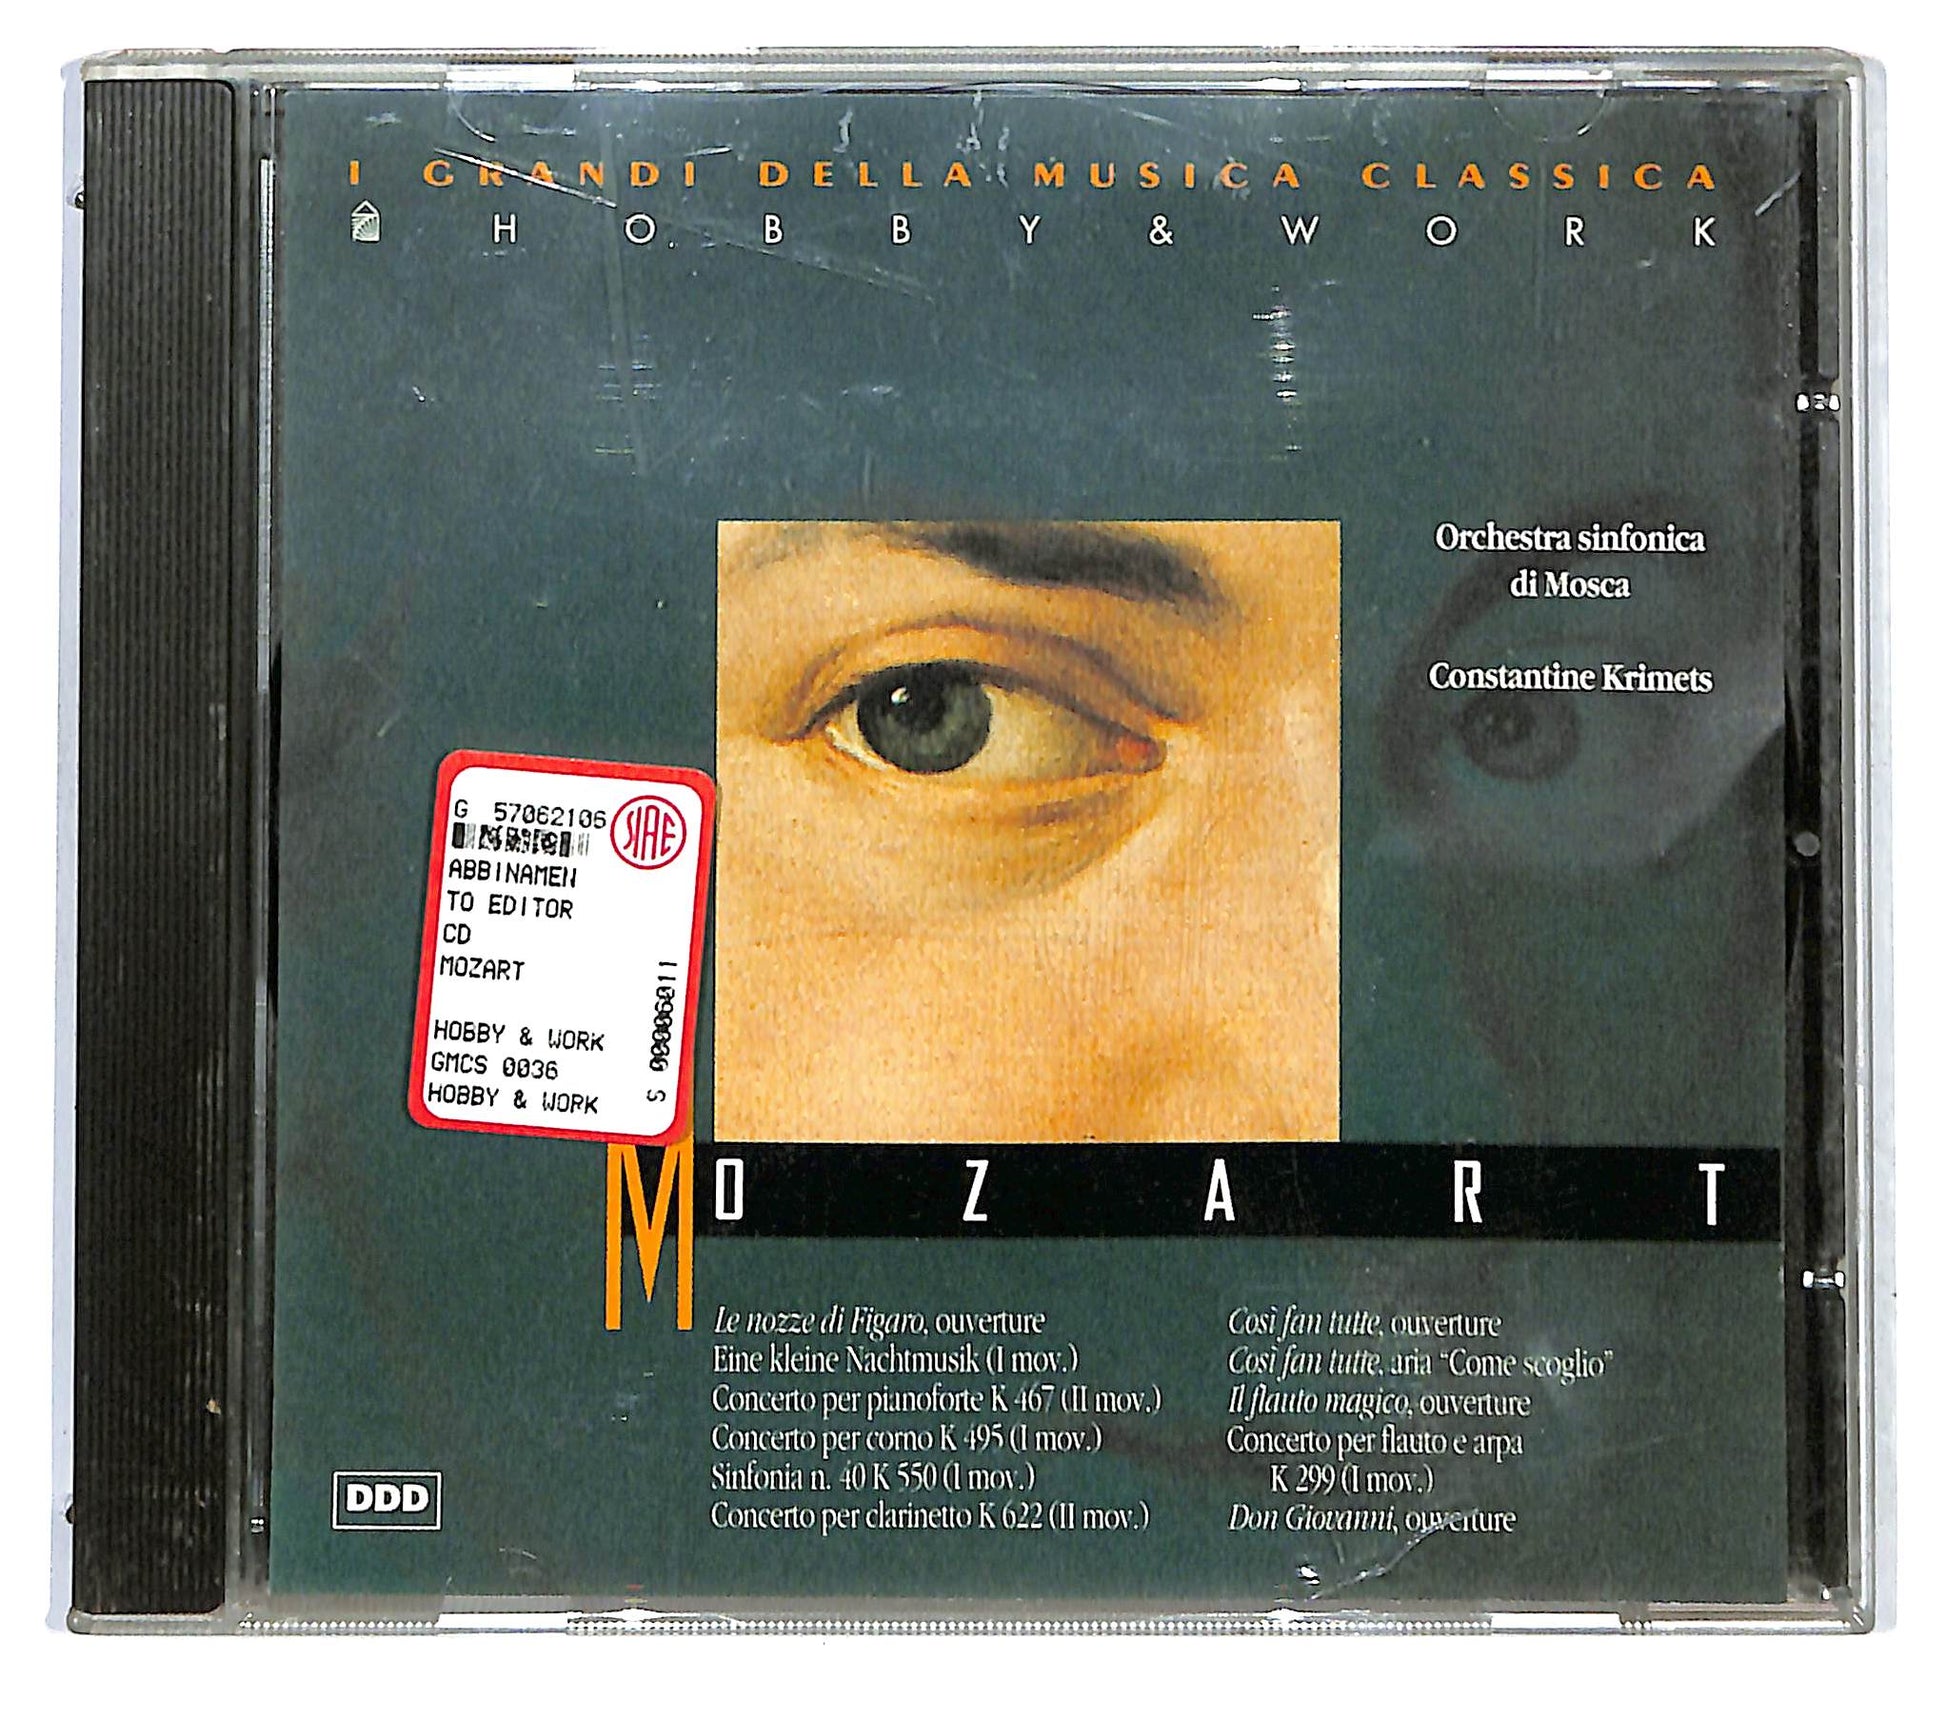 I GRANDI DELLA MUSICA CLASSICA
HOBBY & WORK
Orchestra sinfonica
di Mosca
Constantine Krimets
G 57062106
SIAE
ABBINAMEN
TO EDITOR
CD
MOZART
HOBBY & WORK
GMCS 0036
HOBBY & WORK
MOZART
Le nozze di Figaro, ouverture
Eine kleine Nachtmusik (I mov.)
Concerto per pianoforte K 467 (II mov.)
Concerto per corno K 495 (I mov.)
Sinfonia n. 40 K 550 (I mov.)
Concerto per clarinetto K 622 (II mov.)
Così fan tutte, ouverture
Così fan tutte, aria “Come scoglio”
Il flauto magico, ouverture
Concerto per flauto e arpa
K 299 (I mov.)
Don Giovanni, ouverture
DDD